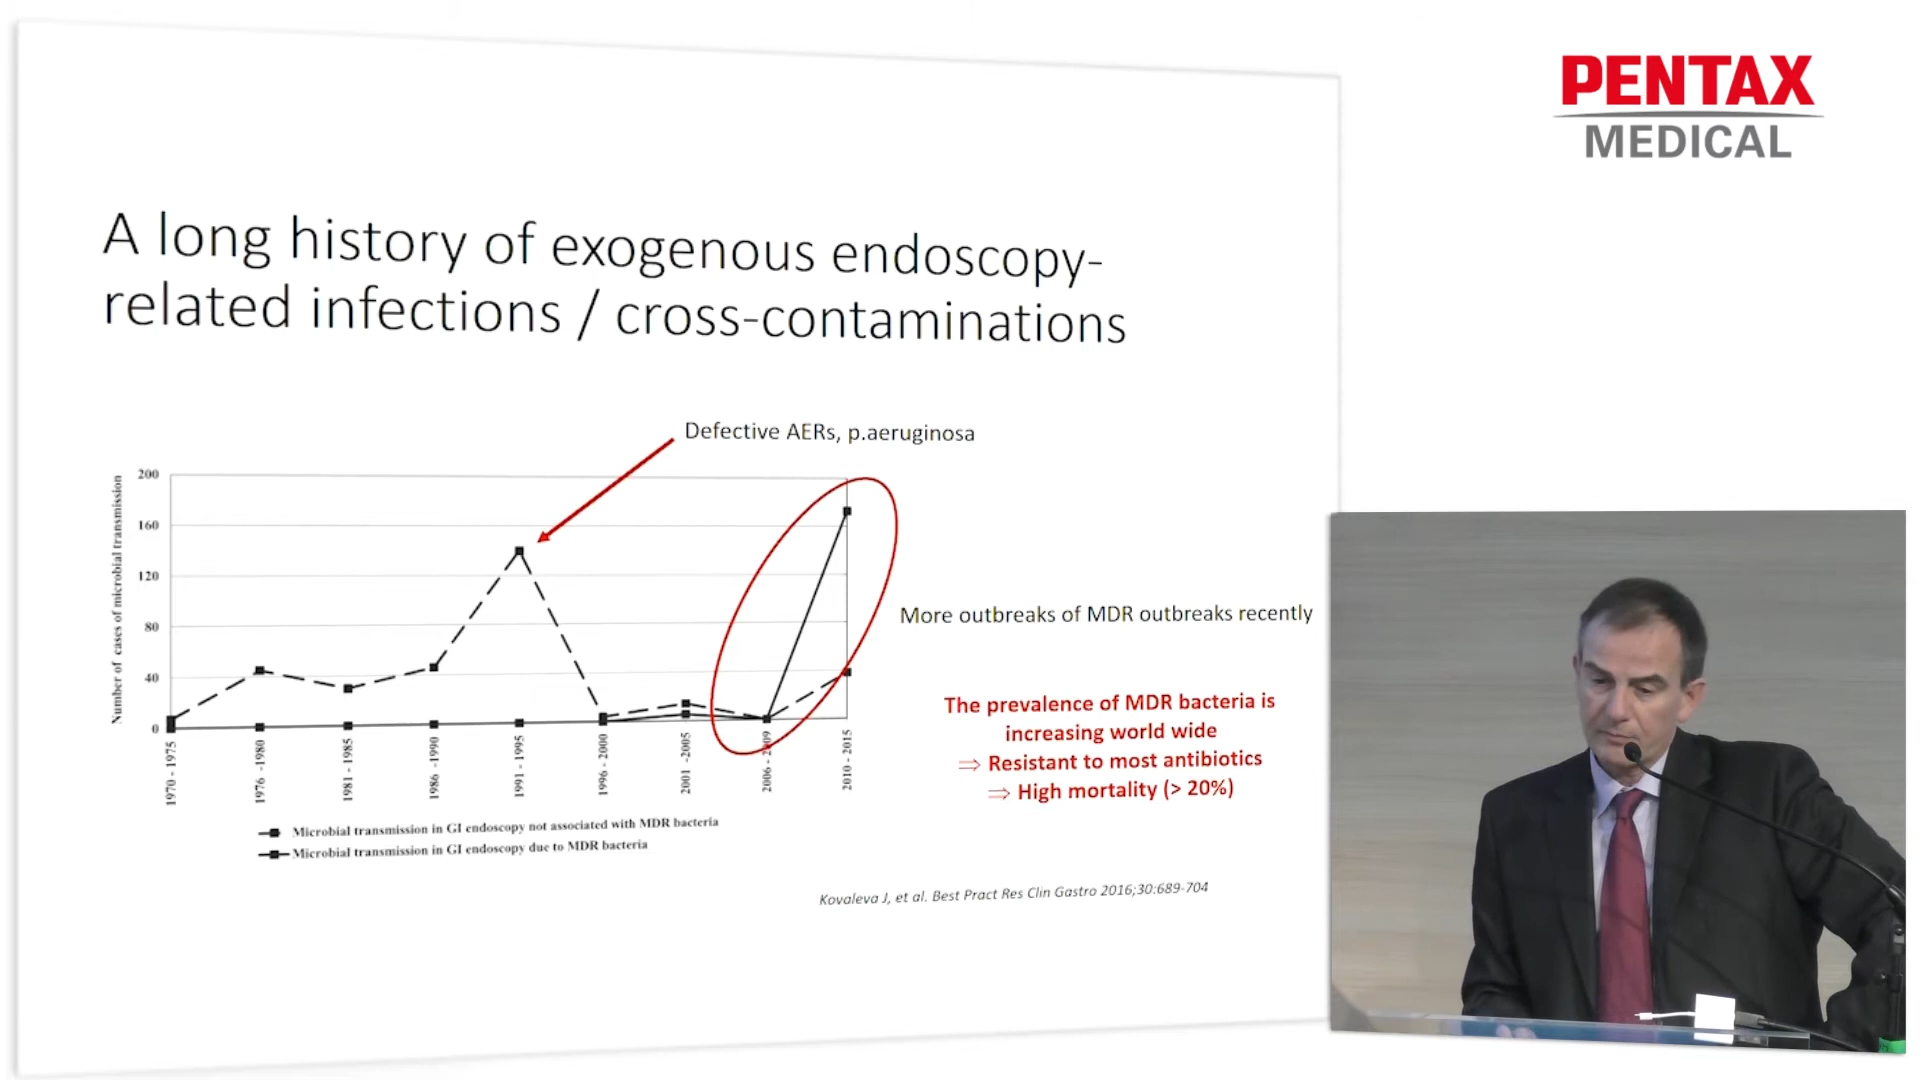 PENTAX
MEDICAL
A long history of exogenous endoscopy-
related infections / cross-contaminations
Defective AERs, p.aeruginosa
Number of cases of microbial transmission
200
160
120
80
40
0
1970 - 1975
1976 -1980
1981 - 1985
1986 -1990
1991 - 1995
1996 - 2000
2001 -2005
2006 - 2009
2010 - 2015
Microbial transmission in GI endoscopy not associated with MDR bacteria
Microbial transmission in GI endoscopy due to MDR bacteria
More outbreaks of MDR outbreaks recently
The prevalence of MDR bacteria is
increasing world wide
⇒ Resistant to most antibiotics
⇒ High mortality (> 20%)
Kovaleva J, et al. Best Pract Res Clin Gastro 2016;30:689-704